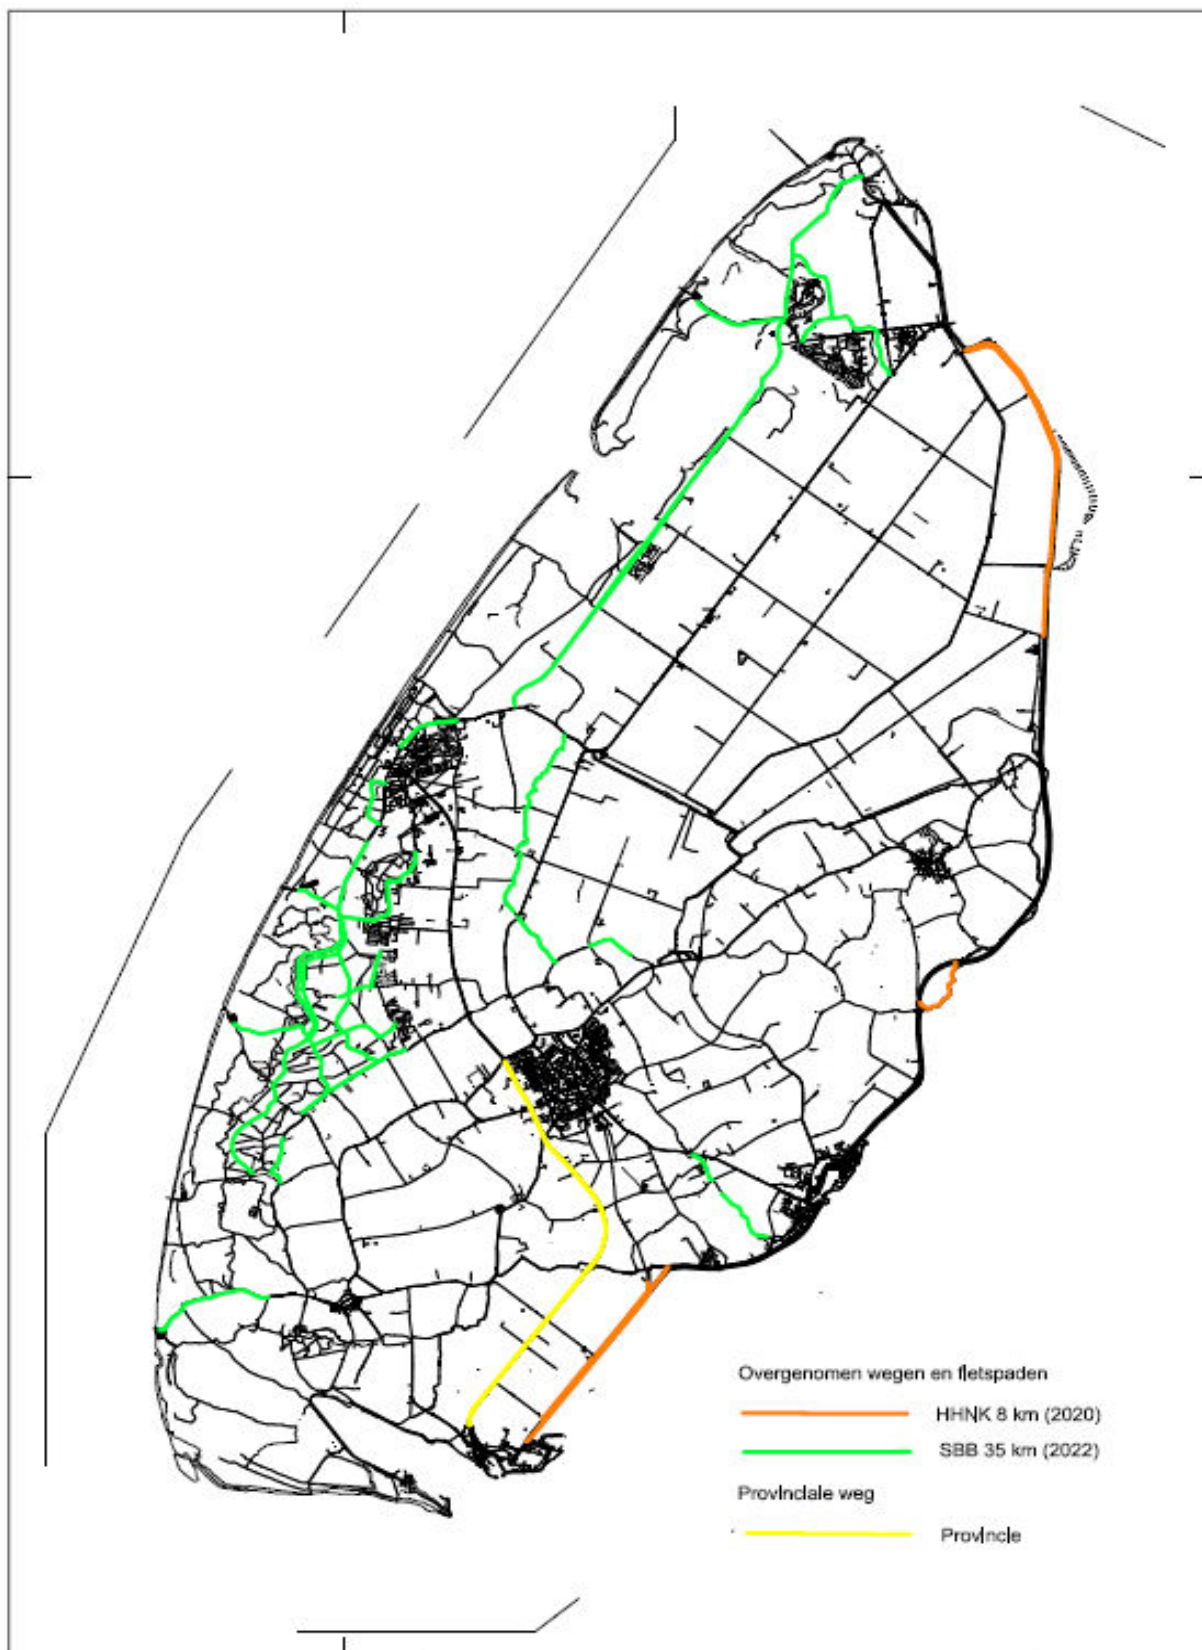 Overgenomen wegen en fietspaden
HHNK 8 km (2020)
SBB 35 km (2022)
Provinciale weg
Provincie